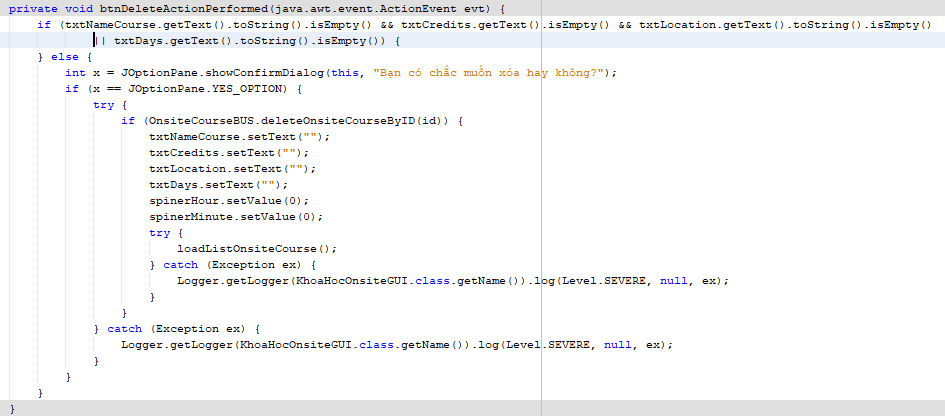 private void btnDeleteActionPerformed(java.awt.event.ActionEvent evt) {
if (txtNameCourse.getText().toString().isEmpty() && txtCredits.getText().isEmpty() && txtLocation.getText().toString().isEmpty()
|| txtDays.getText().toString().isEmpty()) {
} else {
int x = JOptionPane.showConfirmDialog(this, "Bạn có chắc muốn xóa hay không?");
if (x == JOptionPane.YES_OPTION) {
try {
if (OnsiteCourseBUS.deleteOnsiteCourseByID(id)) {
txtNameCourse.setText("");
txtCredits.setText("");
txtLocation.setText("");
txtDays.setText("");
spinerHour.setValue(0);
spinerMinute.setValue(0);
try {
loadListOnsiteCourse();
} catch (Exception ex) {
Logger.getLogger(KhoaHocOnsiteGUI.class.getName()).log(Level.SEVERE, null, ex);
}
}
} catch (Exception ex) {
Logger.getLogger(KhoaHocOnsiteGUI.class.getName()).log(Level.SEVERE, null, ex);
}
}
}
}